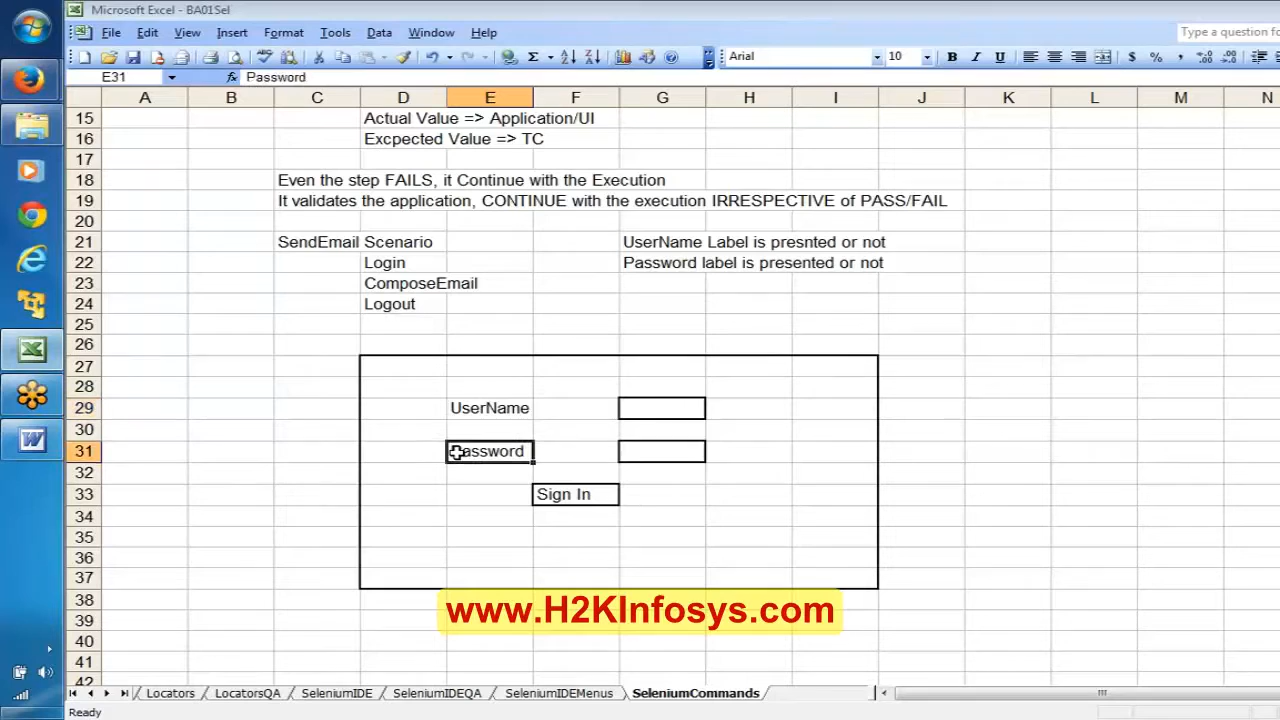 Microsoft Excel - BA01Sel
File Edit View Insert Format Tools Data Window Help
Type a question for
Arial 10 B I U $ %
E31 fx Password
A B C D E F G H I J K L M N
15 Actual Value => Application/UI
16 Excpected Value => TC
17
18 Even the step FAILS, it Continue with the Execution
19 It validates the application, CONTINUE with the execution IRRESPECTIVE of PASS/FAIL
20
21 SendEmail Scenario UserName Label is presnted or not
22 Login Password label is presented or not
23 ComposeEmail
24 Logout
25
26
27
28
29 UserName
30
31 Password
32
33 Sign In
34
35
36
37
38
www.H2KInfosys.com
39
40
41
42
Locators LocatorsQA SeleniumIDE SeleniumIDEQA SeleniumIDEMenus SeleniumCommands
Ready